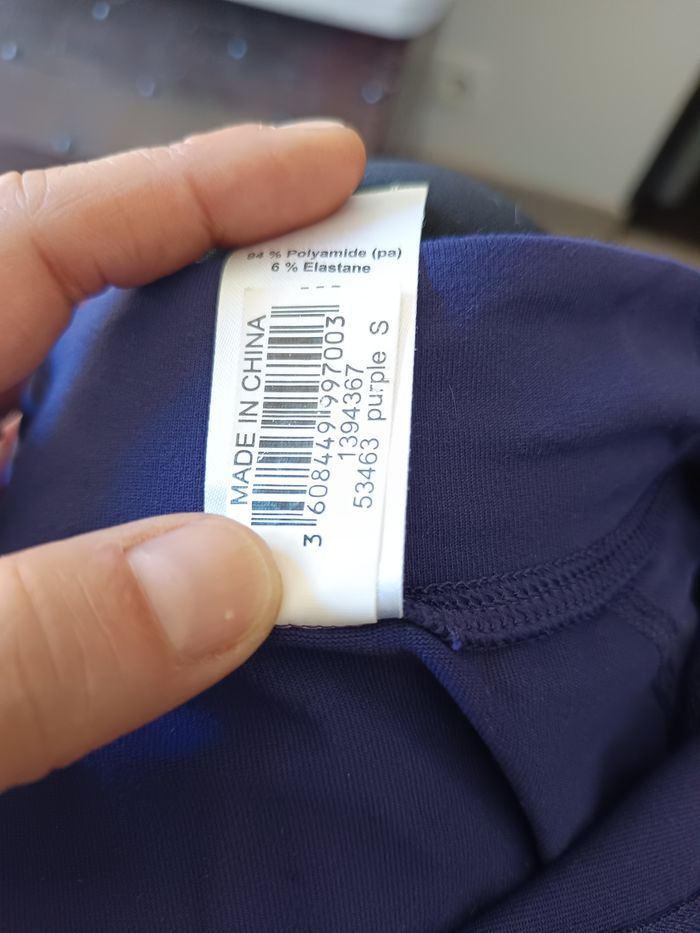 94 % Polyamide (pa)
6 % Elastane
MADE IN CHINA
3 608449 997003
1394367
53463 purple S